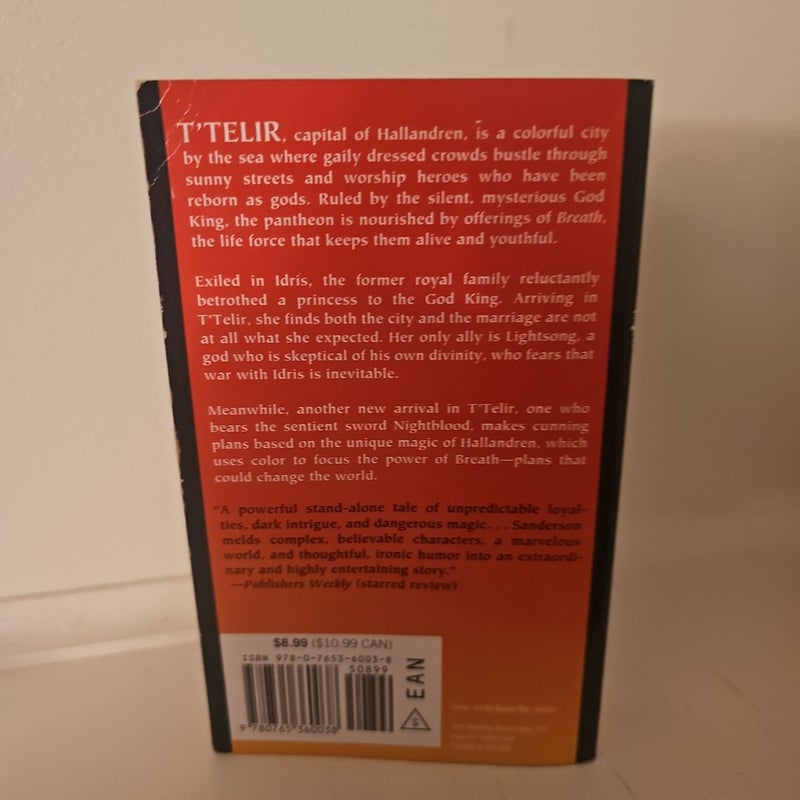 T'TELIR, capital of Hallandren, is a colorful city
by the sea where gaily dressed crowds bustle through
sunny streets and worship heroes who have been
reborn as gods. Ruled by the silent, mysterious God
King, the pantheon is nourished by offerings of Breath,
the life force that keeps them alive and youthful.
Exiled in Idris, the former royal family reluctantly
betrothed a princess to the God King. Arriving in
T'Telir, she finds both the city and the marriage are not
at all what she expected. Her only ally is Lightsong, a
god who is skeptical of his own divinity, who fears that
war with Idris is inevitable.
Meanwhile, another new arrival in T'Telir, one who
bears the sentient sword Nightblood, makes cunning
plans based on the unique magic of Hallandren, which
uses color to focus the power of Breath—plans that
could change the world.
"A powerful stand-alone tale of unpredictable loyal-
ties, dark intrigue, and dangerous magic. . . Sanderson
melds complex, believable characters, a marvelous
world, and thoughtful, ironic humor into an extraordi-
nary and highly entertaining story."
—Publishers Weekly (starred review)
$8.99 ($10.99 CAN)
ISBN 978-0-7653-6003-8
50899
EAN
S
9 780765 360038